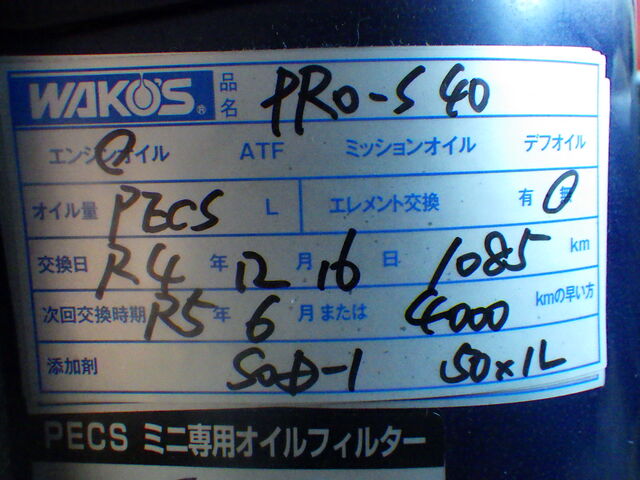 WAKO'S® 品名 PRO-S 40
エンジンオイル ATF ミッションオイル デフオイル
オイル量 PECS L エレメント交換 有 無
交換日 R4 年 12 月 16 日 1085 km
次回交換時期 R5 年 6 月または 4000 kmの早い方
添加剤 SOD-1 50×1L
PECS ミニ専用オイルフィルター